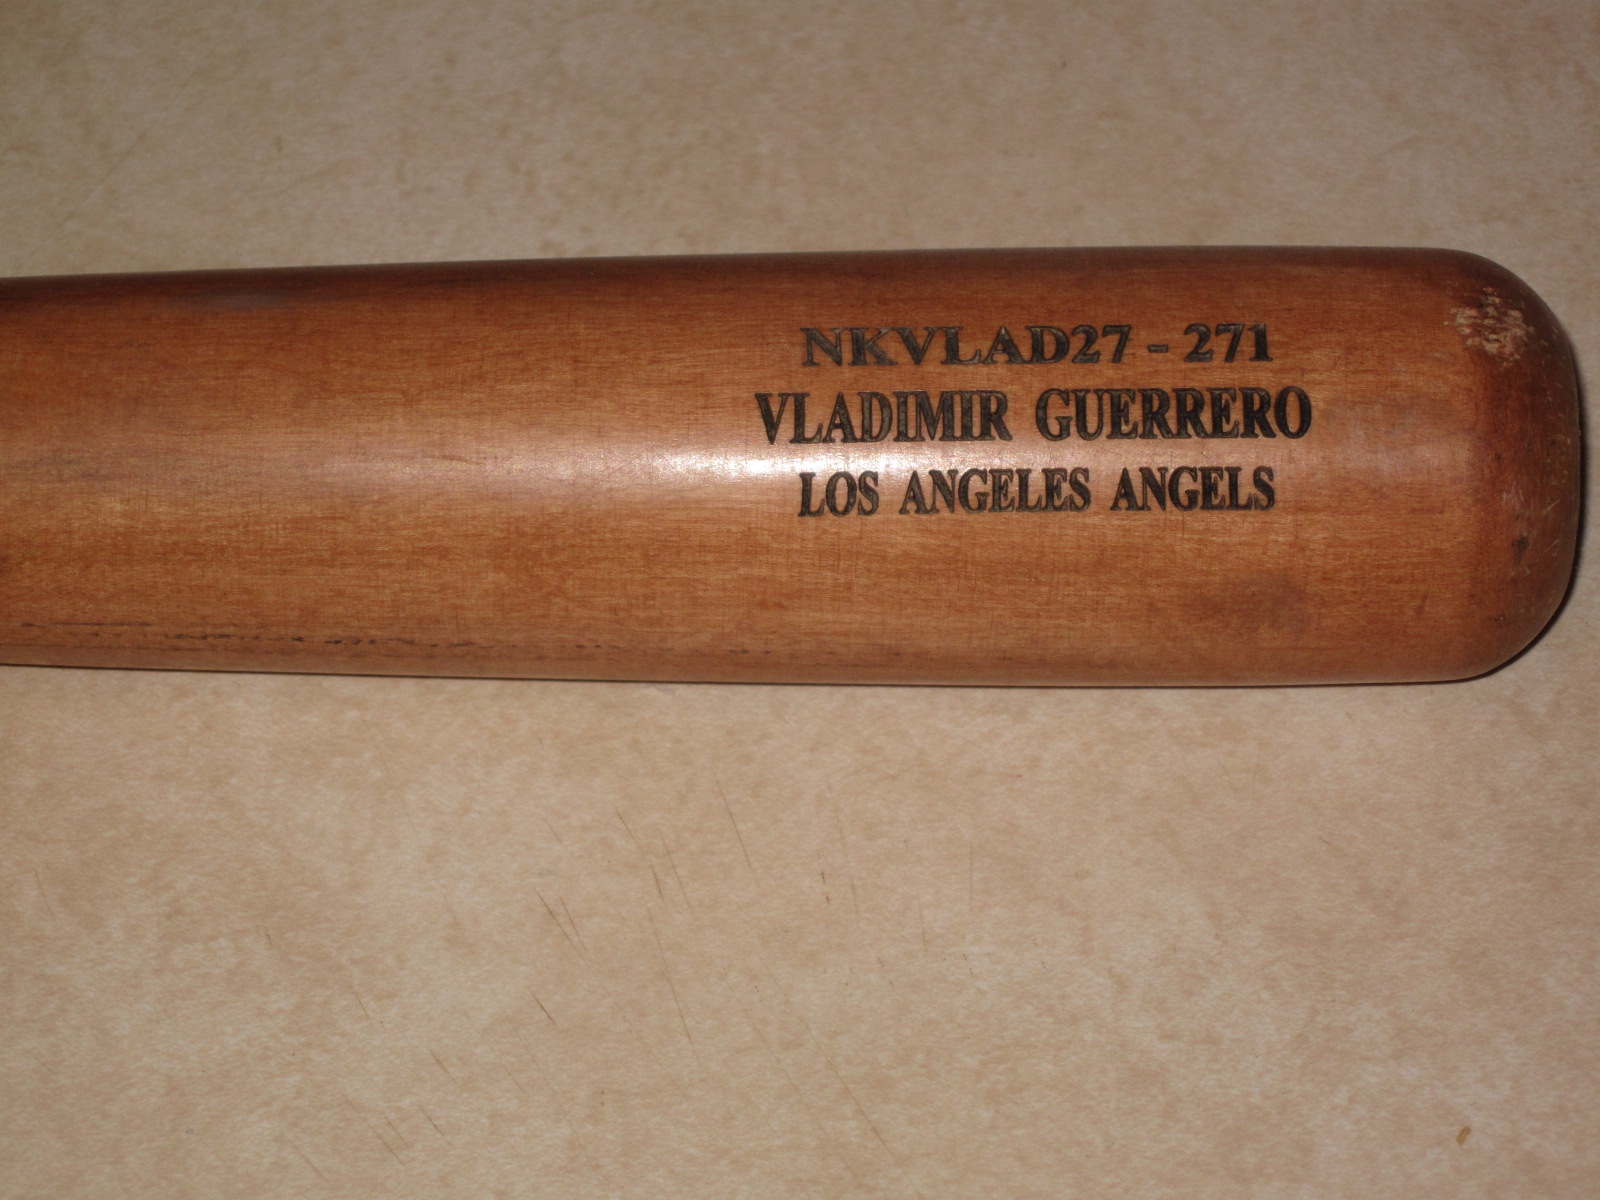 NKVLAD27 - 271
VLADIMIR GUERRERO
LOS ANGELES ANGELS